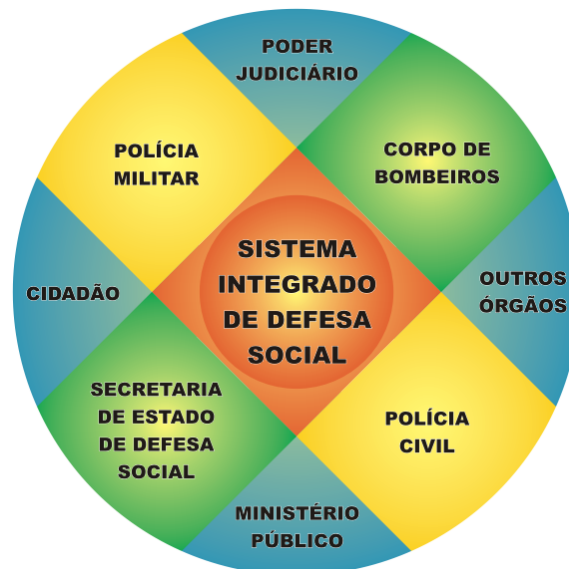 PODER
JUDICIÁRIO
POLÍCIA
MILITAR
CORPO DE
BOMBEIROS
CIDADÃO
SISTEMA
INTEGRADO
DE DEFESA
SOCIAL
OUTROS
ÓRGÃOS
SECRETARIA
DE ESTADO
DE DEFESA
SOCIAL
POLÍCIA
CIVIL
MINISTÉRIO
PÚBLICO